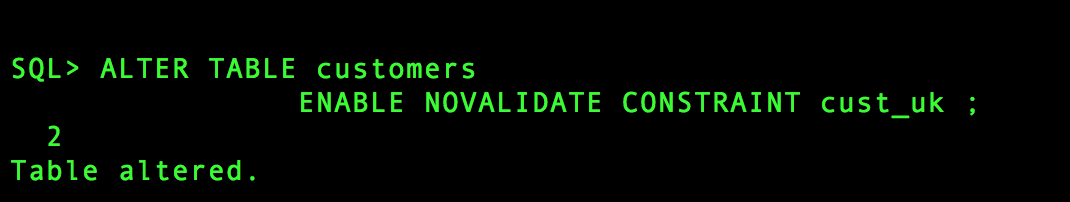 SQL> ALTER TABLE customers
ENABLE NOVALIDATE CONSTRAINT cust_uk ;
2
Table altered.